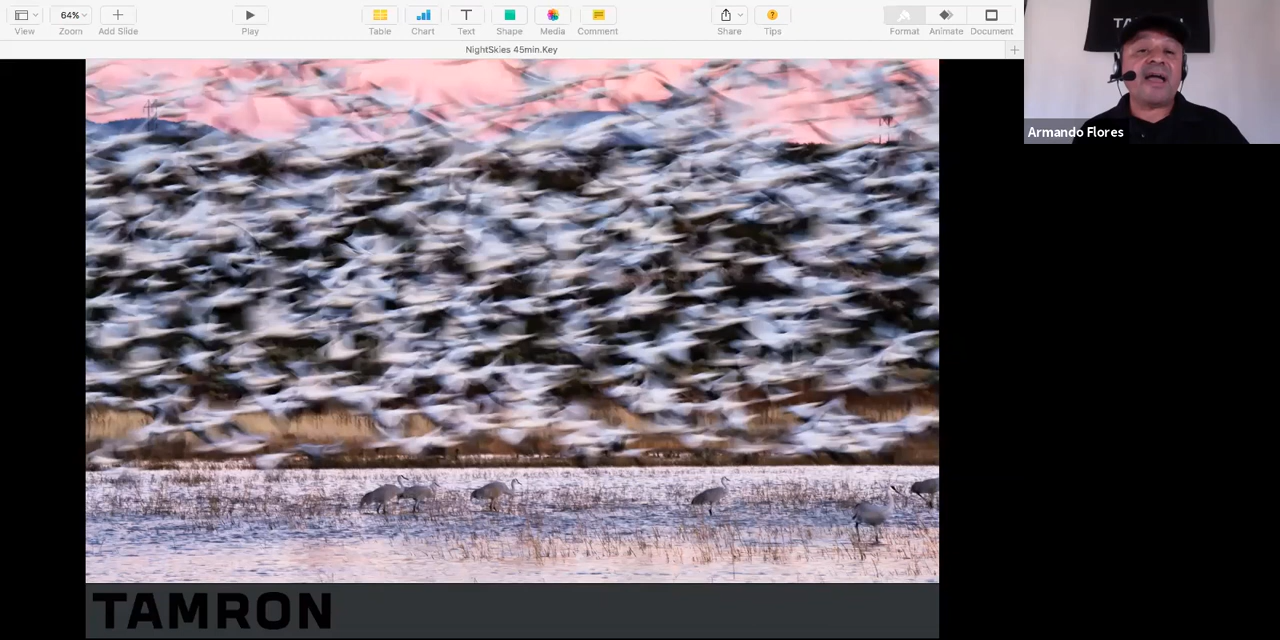 64%
View
Zoom
Add Slide
Play
Table
Chart
Text
Shape
Media
Comment
Share
Tips
Format
Animate
Document
NightSkies 45min.Key
Armando Flores
TAMRON